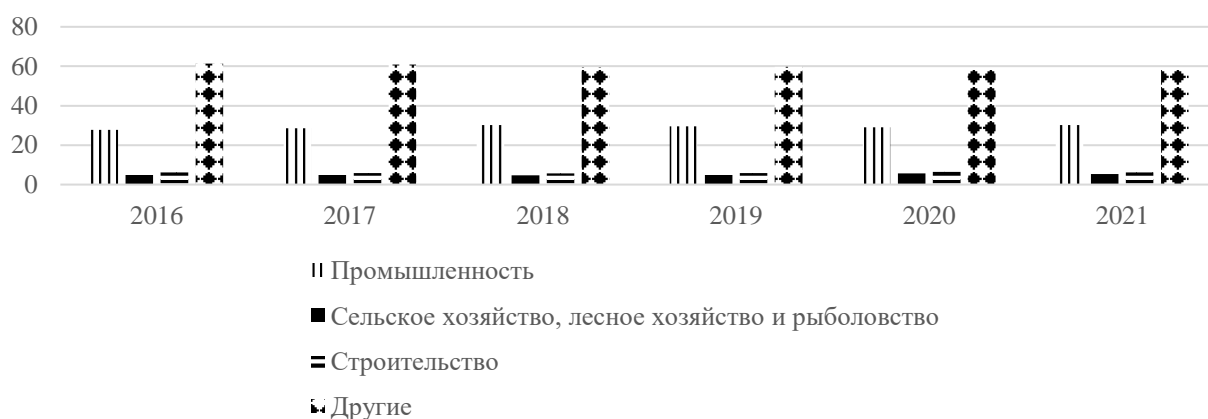 80
60
40
20
0
2016 2017 2018 2019 2020 2021
Промышленность
Сельское хозяйство, лесное хозяйство и рыболовство
Строительство
Другие